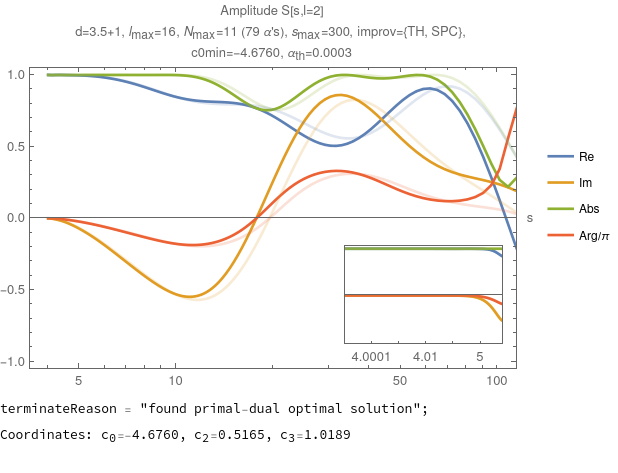 Amplitude S[s,l=2]
d=3.5+1, lmax=16, Nmax=11 (79 α's), smax=300, improv={TH, SPC},
c0min=−4.6760, αth=0.0003
1.0
0.5
0.0
−0.5
−1.0
5
10
50
100
s
4.0001
4.01
5
Re
Im
Abs
Arg/π
terminateReason = "found primal-dual optimal solution";
Coordinates: c0=-4.6760, c2=0.5165, c3=1.0189